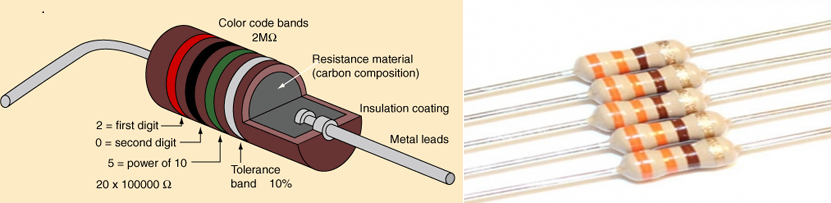 Color code bands
2MΩ
Resistance material
(carbon composition)
Insulation coating
Metal leads
2 = first digit
0 = second digit
5 = power of 10
20 x 100000 Ω
Tolerance
band 10%